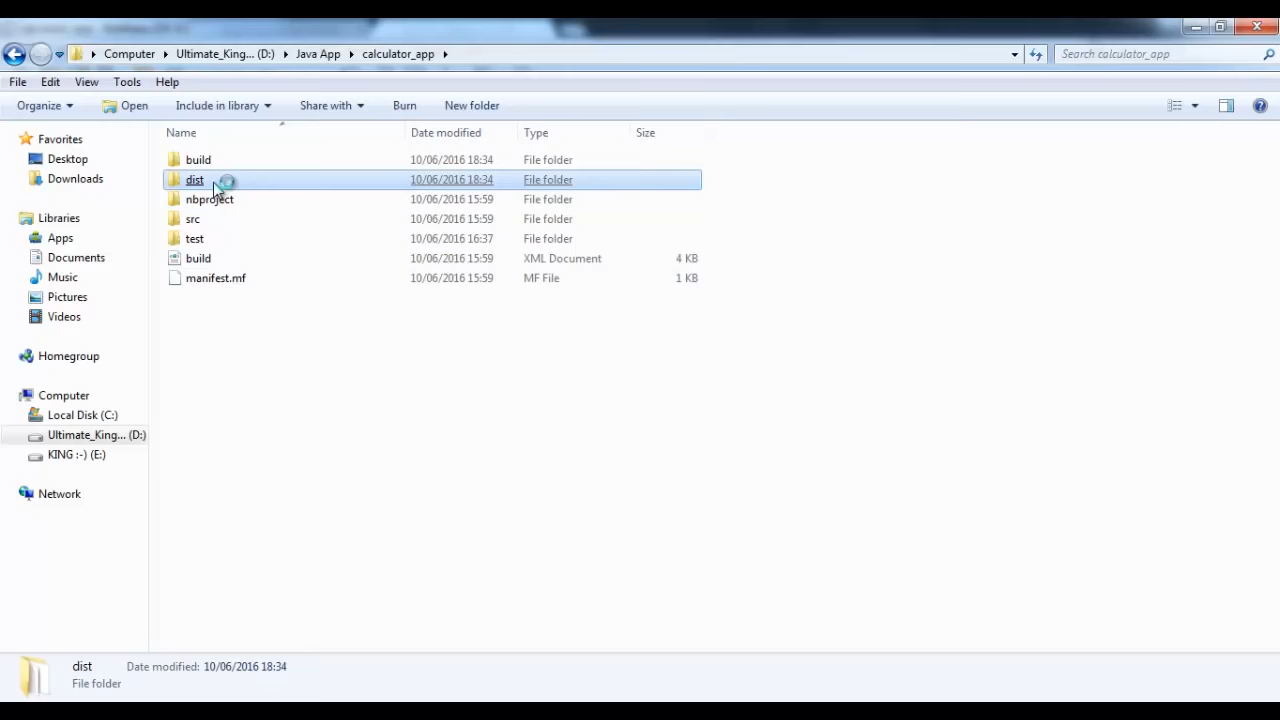 Computer Ultimate_King... (D:) Java App calculator_app Search calculator_app
File Edit View Tools Help
Organize Open Include in library Share with Burn New folder
Name Date modified Type Size
Favorites
Desktop
Downloads
Libraries
Apps
Documents
Music
Pictures
Videos
Homegroup
Computer
Local Disk (C:)
Ultimate_King... (D:)
KING :-) (E:)
Network
build 10/06/2016 18:34 File folder
dist 10/06/2016 18:34 File folder
nbproject 10/06/2016 15:59 File folder
src 10/06/2016 15:59 File folder
test 10/06/2016 16:37 File folder
build 10/06/2016 15:59 XML Document 4 KB
manifest.mf 10/06/2016 15:59 MF File 1 KB
dist Date modified: 10/06/2016 18:34
File folder